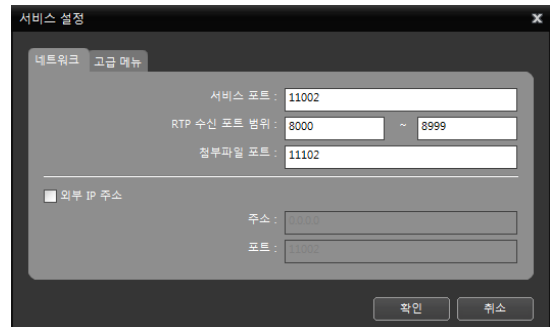 서비스 설정 x
네트워크 고급 메뉴
서비스 포트 : 11002
RTP 수신 포트 범위 : 8000 ~ 8999
첨부파일 포트 : 11102
외부 IP 주소
주소 : 0.0.0.0
포트 : 11002
확인 취소